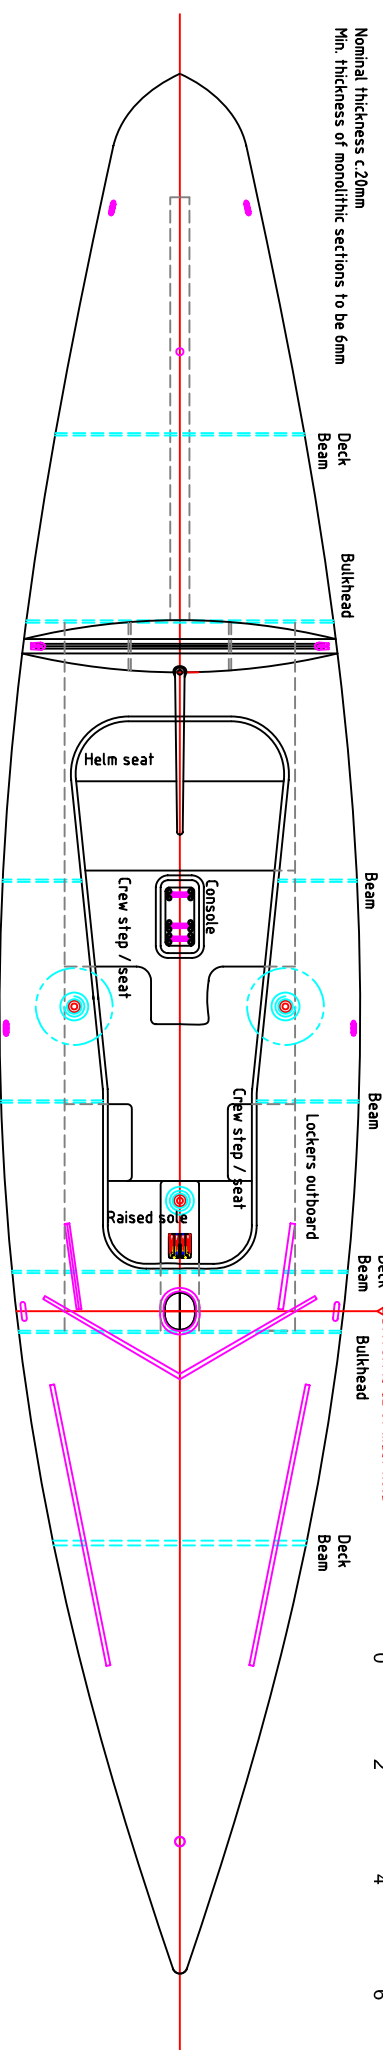 Nominal thickness c.20mm
Min. thickness of monolithic sections to be 6mm
Deck
Beam
Bulkhead
Helm seat
Beam
Console
Crew step / seat
Beam
Crew step / seat
Lockers outboard
Raised sole
Deck
Beam
Bulkhead
Deck
Beam
0
2
4
6